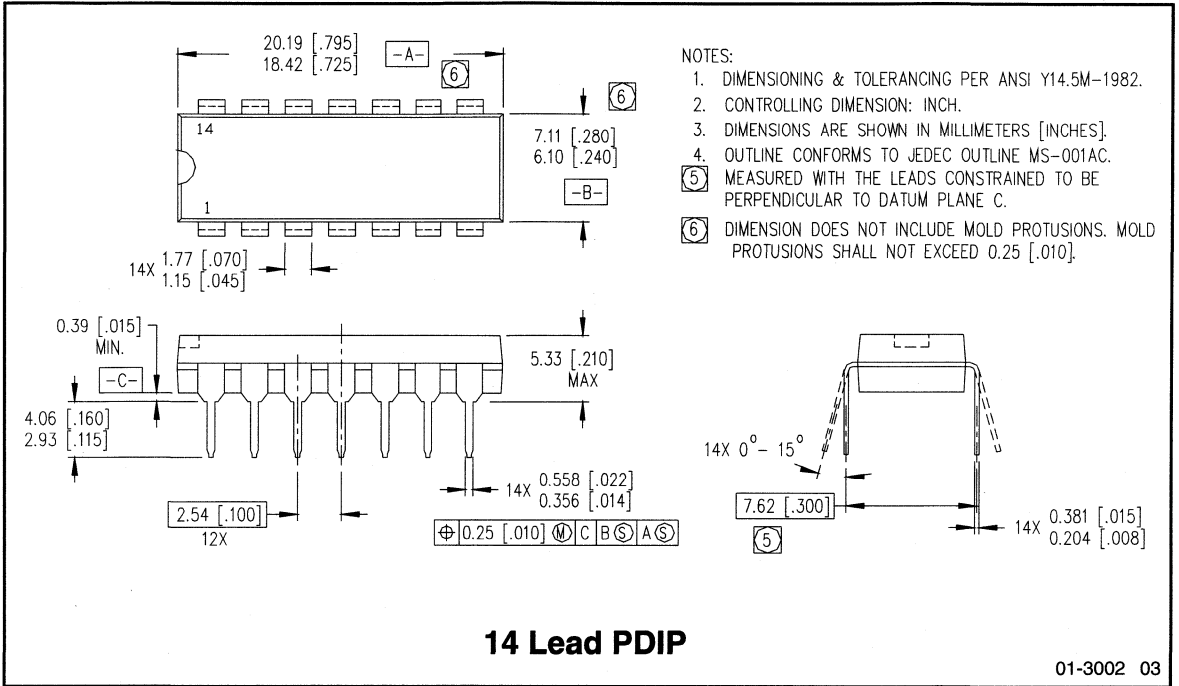 20.19 [.795]
18.42 [.725]
-A-
6
6
14
1
7.11 [.280]
6.10 [.240]
-B-
14X 1.77 [.070]
1.15 [.045]
NOTES:
1. DIMENSIONING & TOLERANCING PER ANSI Y14.5M-1982.
2. CONTROLLING DIMENSION: INCH.
3. DIMENSIONS ARE SHOWN IN MILLIMETERS [INCHES].
4. OUTLINE CONFORMS TO JEDEC OUTLINE MS-001AC.
5 MEASURED WITH THE LEADS CONSTRAINED TO BE
PERPENDICULAR TO DATUM PLANE C.
6 DIMENSION DOES NOT INCLUDE MOLD PROTUSIONS. MOLD
PROTUSIONS SHALL NOT EXCEED 0.25 [.010].
0.39 [.015]
MIN.
-C-
4.06 [.160]
2.93 [.115]
5.33 [.210]
MAX
2.54 [.100]
12X
14X 0.558 [.022]
0.356 [.014]
⌖ 0.25 [.010] Ⓜ C B Ⓢ A Ⓢ
14X 0°- 15°
7.62 [.300]
5
14X 0.381 [.015]
0.204 [.008]
14 Lead PDIP
01-3002 03